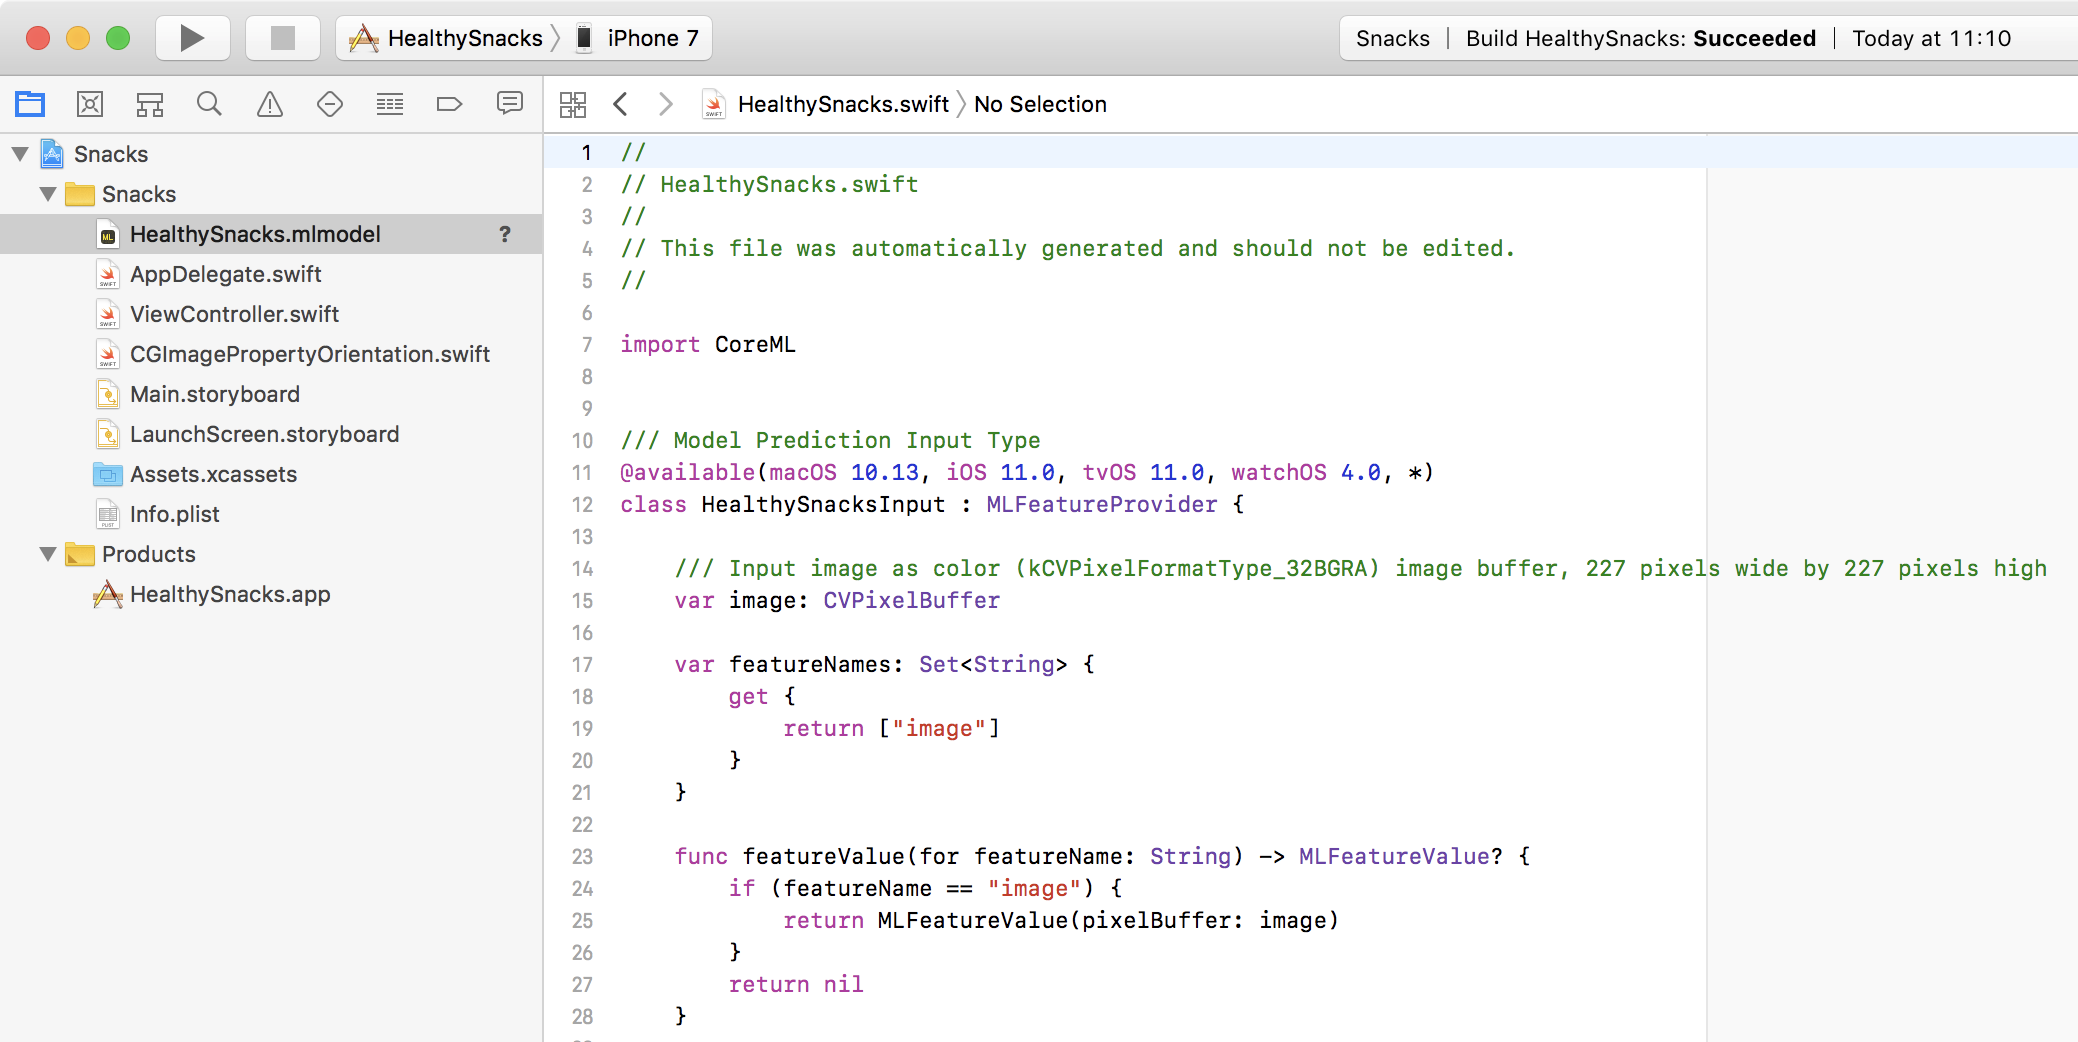 HealthySnacks 〉 iPhone 7
Snacks | Build HealthySnacks: Succeeded | Today at 11:10
HealthySnacks.swift 〉 No Selection
Snacks
Snacks
HealthySnacks.mlmodel ?
AppDelegate.swift
ViewController.swift
CGImagePropertyOrientation.swift
Main.storyboard
LaunchScreen.storyboard
Assets.xcassets
Info.plist
Products
HealthySnacks.app
1 //
2 // HealthySnacks.swift
3 //
4 // This file was automatically generated and should not be edited.
5 //
6
7 import CoreML
8
9
10 /// Model Prediction Input Type
11 @available(macOS 10.13, iOS 11.0, tvOS 11.0, watchOS 4.0, *)
12 class HealthySnacksInput : MLFeatureProvider {
13
14     /// Input image as color (kCVPixelFormatType_32BGRA) image buffer, 227 pixels wide by 227 pixels high
15     var image: CVPixelBuffer
16
17     var featureNames: Set<String> {
18         get {
19             return ["image"]
20         }
21     }
22
23     func featureValue(for featureName: String) -> MLFeatureValue? {
24         if (featureName == "image") {
25             return MLFeatureValue(pixelBuffer: image)
26         }
27         return nil
28     }